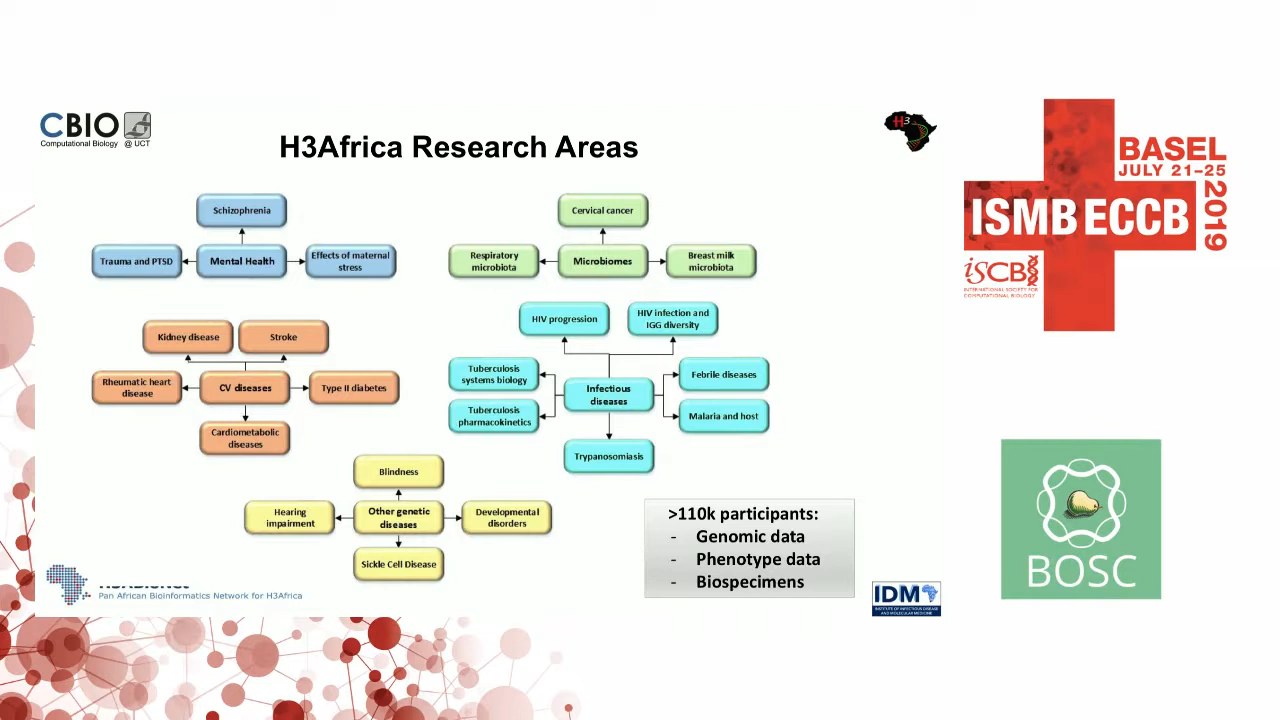 CBIO
Computational Biology @ UCT
H3Africa Research Areas
H3
Schizophrenia
Trauma and PTSD
Mental Health
Effects of maternal
stress
Cervical cancer
Respiratory
microbiota
Microbiomes
Breast milk
microbiota
Kidney disease
Stroke
Rheumatic heart
disease
CV diseases
Type II diabetes
Cardiometabolic
diseases
HIV progression
HIV infection and
IGG diversity
Tuberculosis
systems biology
Tuberculosis
pharmacokinetics
Infectious
diseases
Febrile diseases
Malaria and host
Trypanosomiasis
Blindness
Hearing
impairment
Other genetic
diseases
Developmental
disorders
Sickle Cell Disease
>110k participants:
- Genomic data
- Phenotype data
- Biospecimens
Pan African Bioinformatics Network for H3Africa
IDM
INSTITUTE OF INFECTIOUS DISEASE
AND MOLECULAR MEDICINE
BASEL
JULY 21–25
2019
ISMB ECCB
iSCB
INTERNATIONAL SOCIETY FOR
COMPUTATIONAL BIOLOGY
BOSC